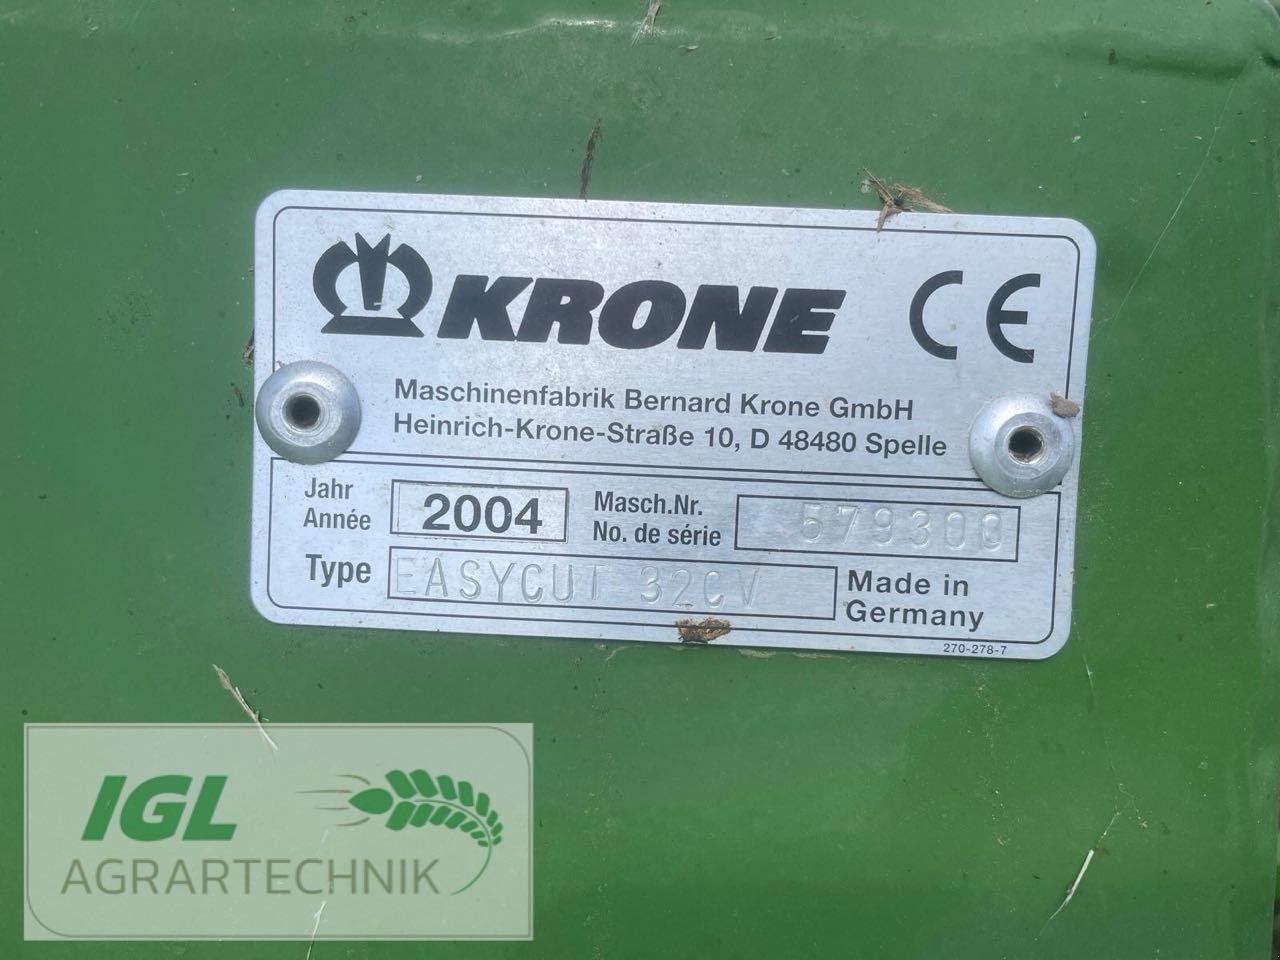 KRONE CE
Maschinenfabrik Bernard Krone GmbH
Heinrich-Krone-Straße 10, D 48480 Spelle
Jahr
Année 2004
Masch.Nr.
No. de série 579300
Type EASYCUT 32CV
Made in
Germany
270-278-7
IGL
AGRARTECHNIK